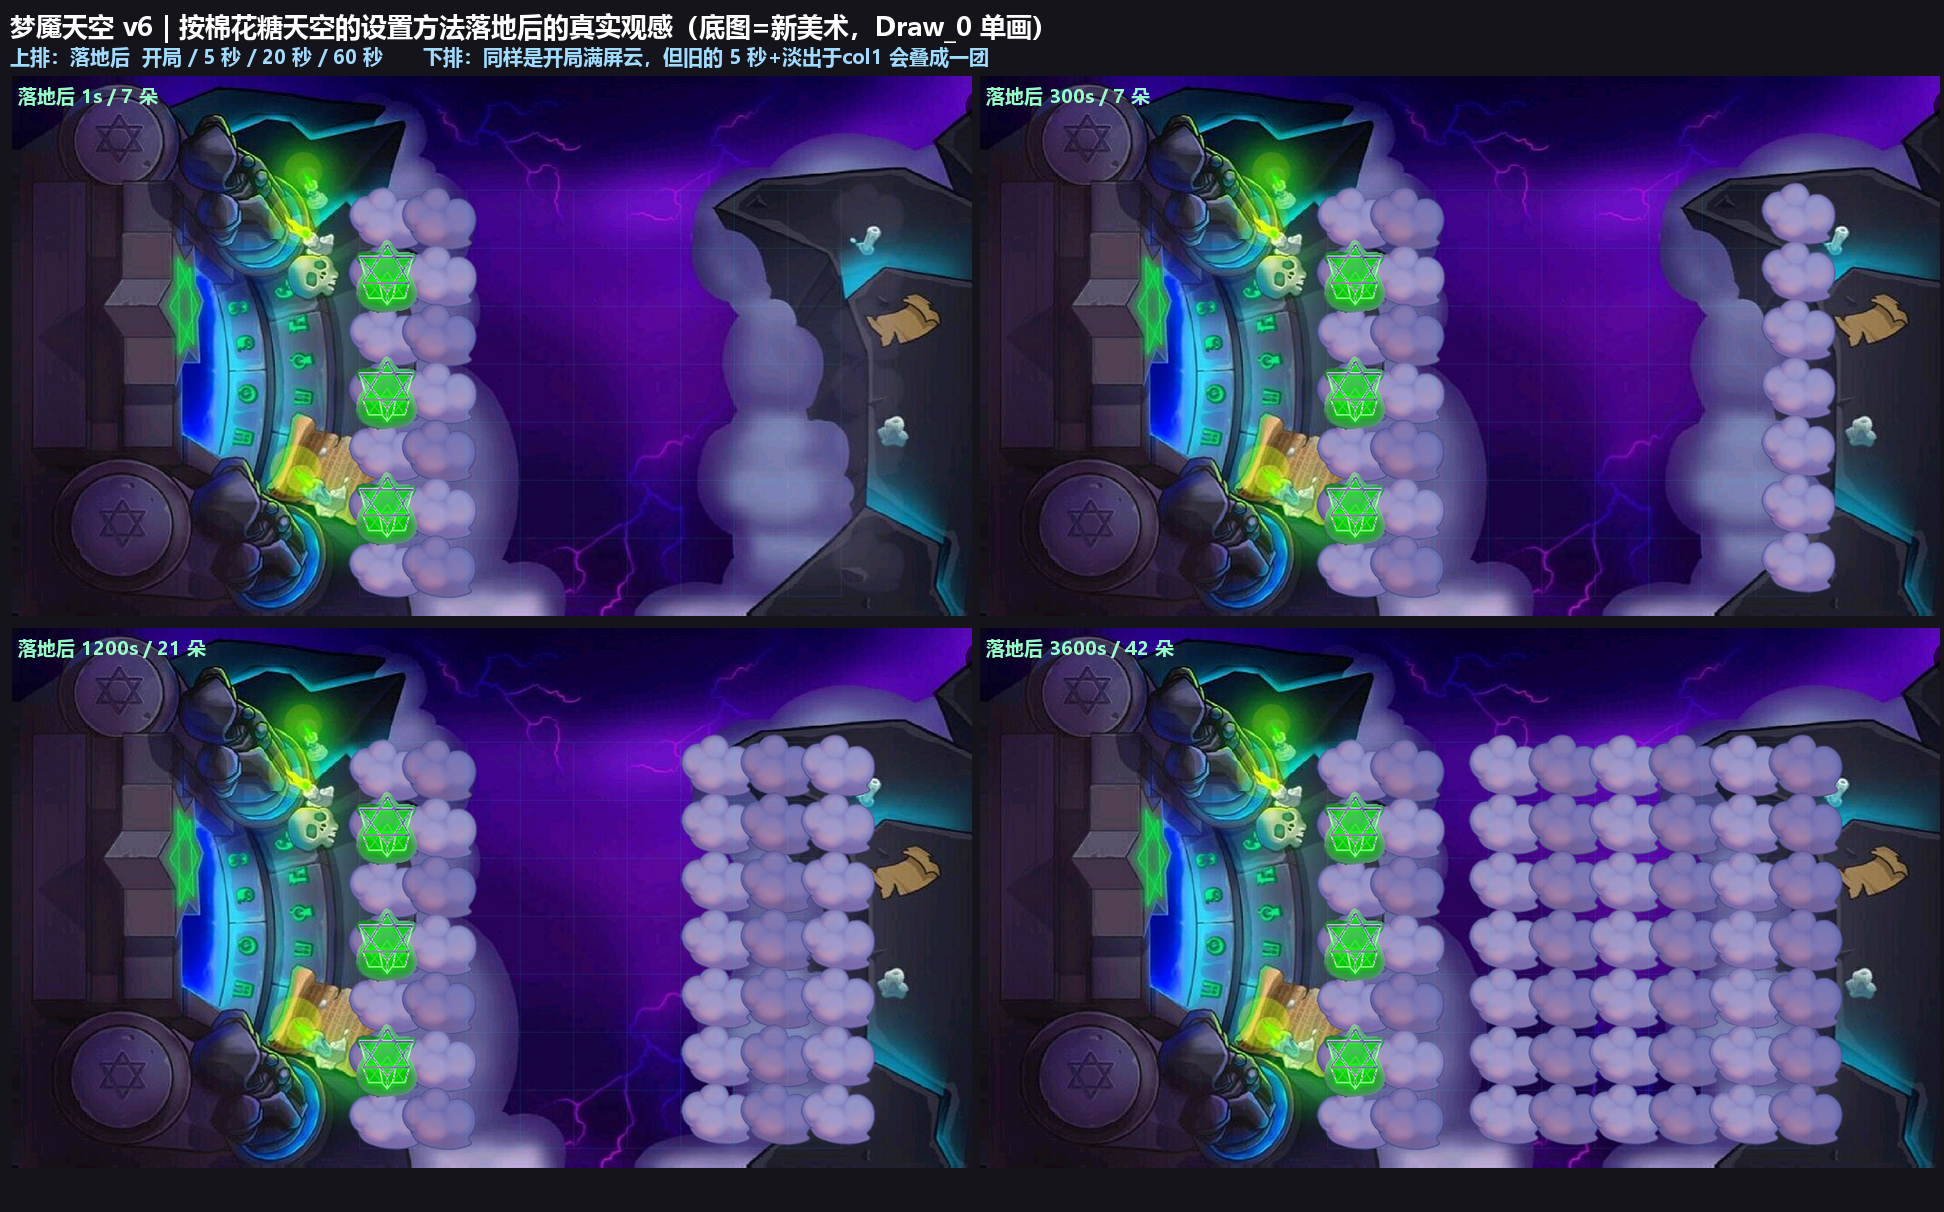 梦魇天空 v6 | 按棉花糖天空的设置方法落地后的真实观感（底图=新美术，Draw_0 单画）
上排：落地后 开局 / 5 秒 / 20 秒 / 60 秒 下排：同样是开局满屏云，但旧的 5 秒+淡出于col1 会叠成一团
落地后 1s / 7 朵
落地后 300s / 7 朵
落地后 1200s / 21 朵
落地后 3600s / 42 朵